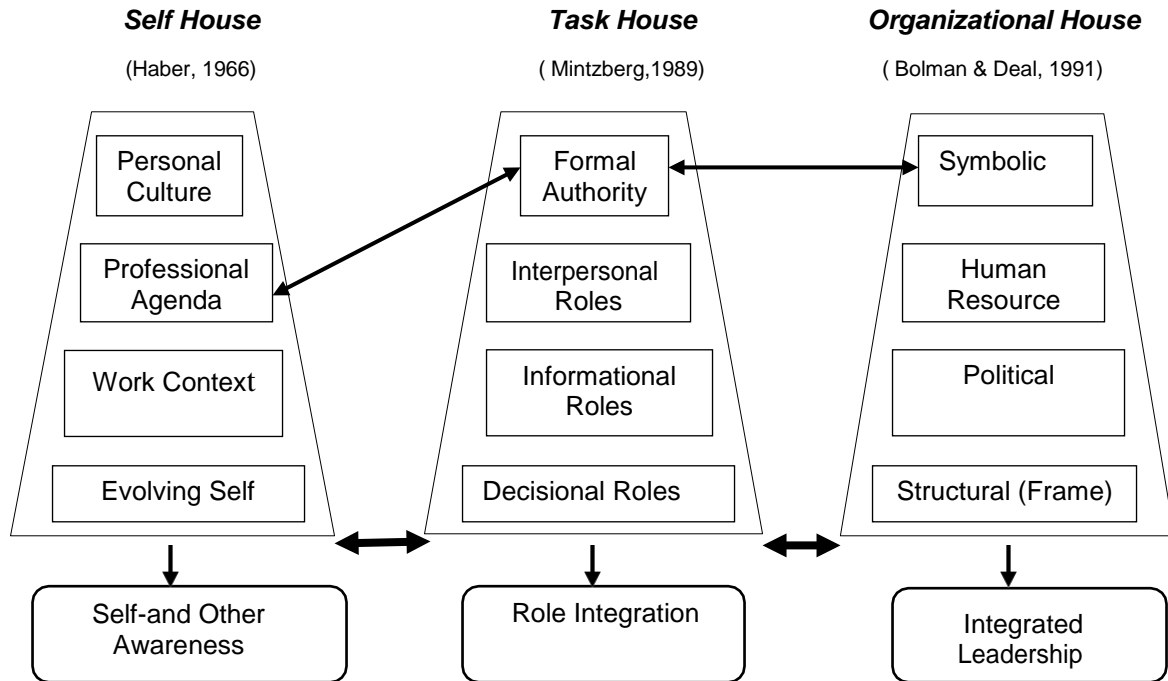 Self House
Task House
Organizational House
(Haber, 1966)
( Mintzberg,1989)
( Bolman & Deal, 1991)
Personal
Culture
Formal
Authority
Symbolic
Professional
Agenda
Interpersonal
Roles
Human
Resource
Work Context
Informational
Roles
Political
Evolving Self
Decisional Roles
Structural (Frame)
Self-and Other
Awareness
Role Integration
Integrated
Leadership